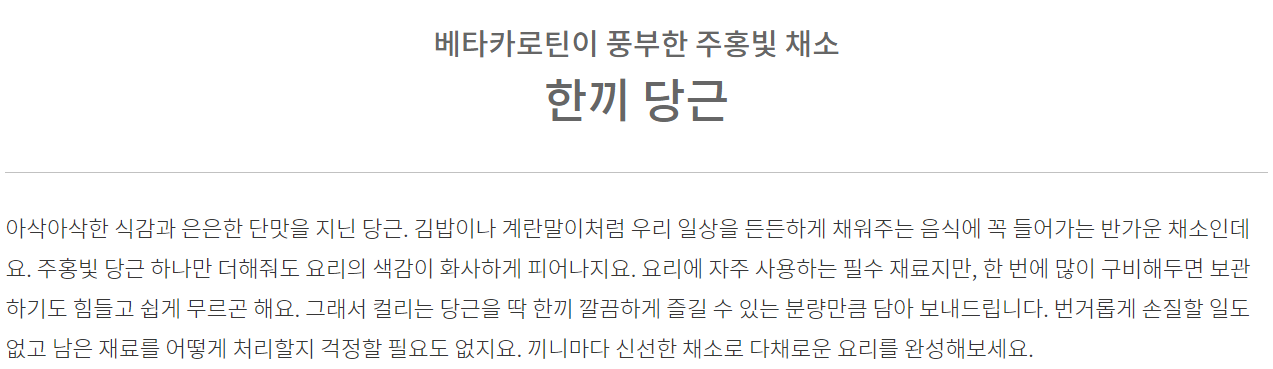 베타카로틴이 풍부한 주홍빛 채소
한끼 당근
아삭아삭한 식감과 은은한 단맛을 지닌 당근. 김밥이나 계란말이처럼 우리 일상을 든든하게 채워주는 음식에 꼭 들어가는 반가운 채소인데
요. 주홍빛 당근 하나만 더해줘도 요리의 색감이 화사하게 피어나지요. 요리에 자주 사용하는 필수 재료지만, 한 번에 많이 구비해두면 보관
하기도 힘들고 쉽게 무르곤 해요. 그래서 컬리는 당근을 딱 한끼 깔끔하게 즐길 수 있는 분량만큼 담아 보내드립니다. 번거롭게 손질할 일도
없고 남은 재료를 어떻게 처리할지 걱정할 필요도 없지요. 끼니마다 신선한 채소로 다채로운 요리를 완성해보세요.